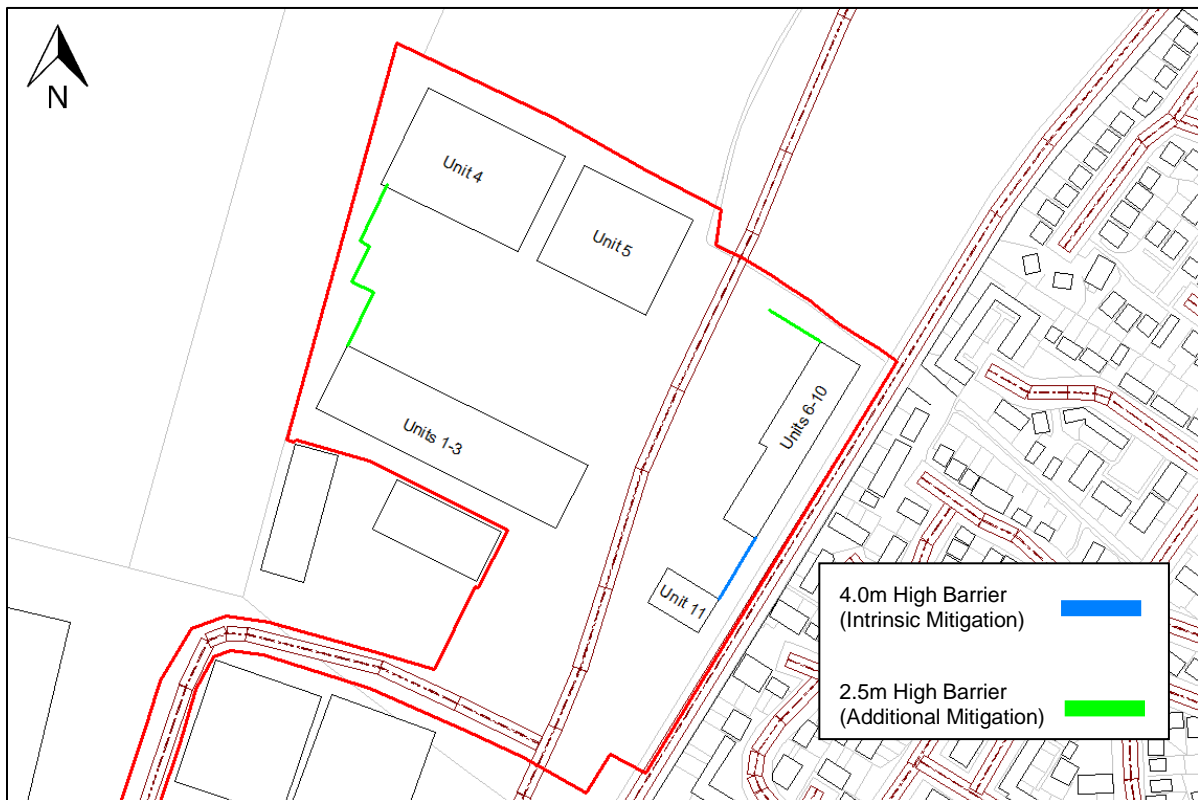 N
Unit 4
Unit 5
Units 6-10
Units 1-3
Unit 11
4.0m High Barrier
(Intrinsic Mitigation)
2.5m High Barrier
(Additional Mitigation)